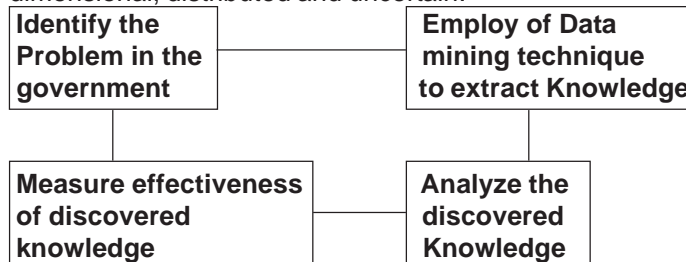 dimensional, distributed and uncertain.
Identify the
Problem in the
government
Employ of Data
mining technique
to extract Knowledge
Measure effectiveness
of discovered
knowledge
Analyze the
discovered
Knowledge